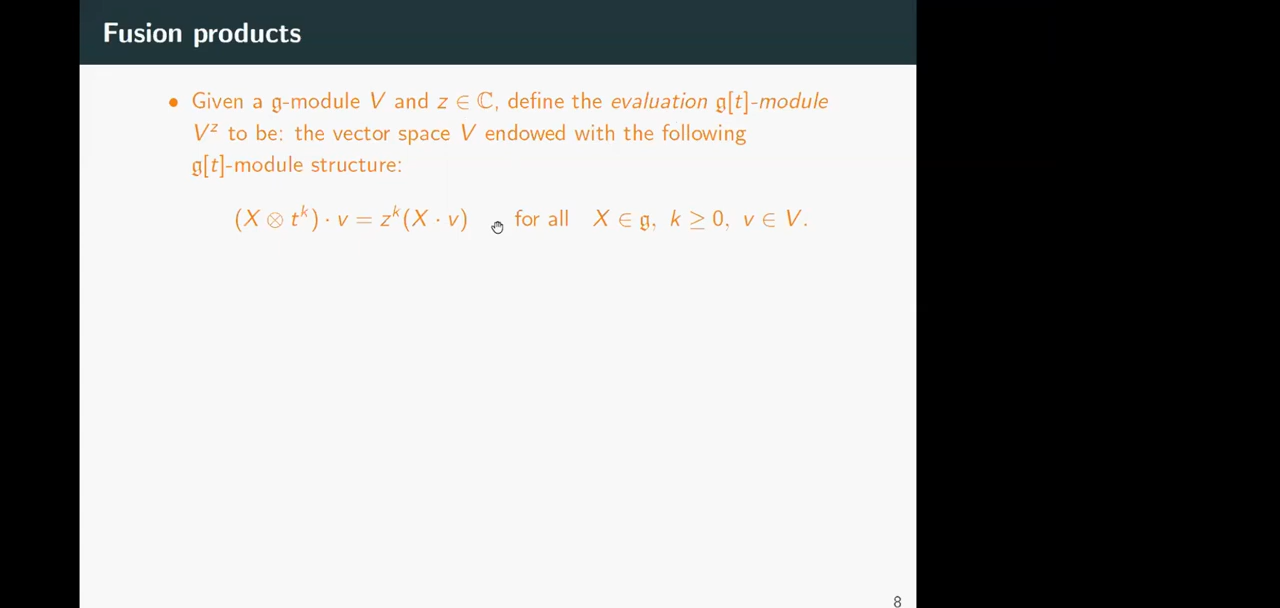 Fusion products
• Given a 𝔤-module V and z ∈ ℂ, define the evaluation 𝔤[t]-module
V^z to be: the vector space V endowed with the following
𝔤[t]-module structure:
(X ⊗ t^k) · v = z^k(X · v) for all X ∈ 𝔤, k ≥ 0, v ∈ V.
8